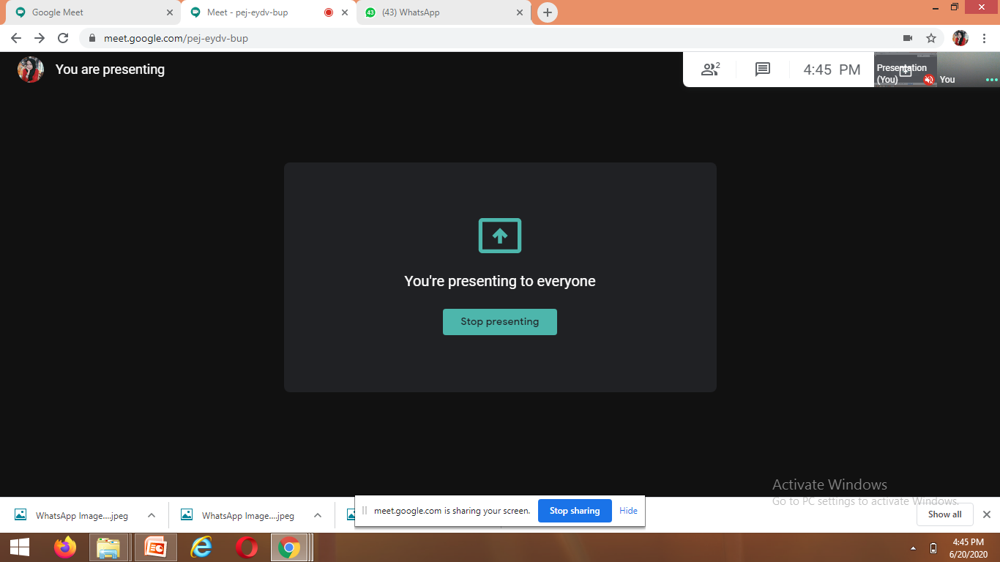 Google Meet
Meet - pej-eydv-bup
43
(43) WhatsApp
meet.google.com/pej-eydv-bup
You are presenting
2
4:45 PM
Presentation
(You)
You
You're presenting to everyone
Stop presenting
Activate Windows
Go to PC settings to activate Windows.
WhatsApp Image....jpeg
WhatsApp Image....jpeg
meet.google.com is sharing your screen.
Stop sharing
Hide
Show all
4:45 PM
6/20/2020